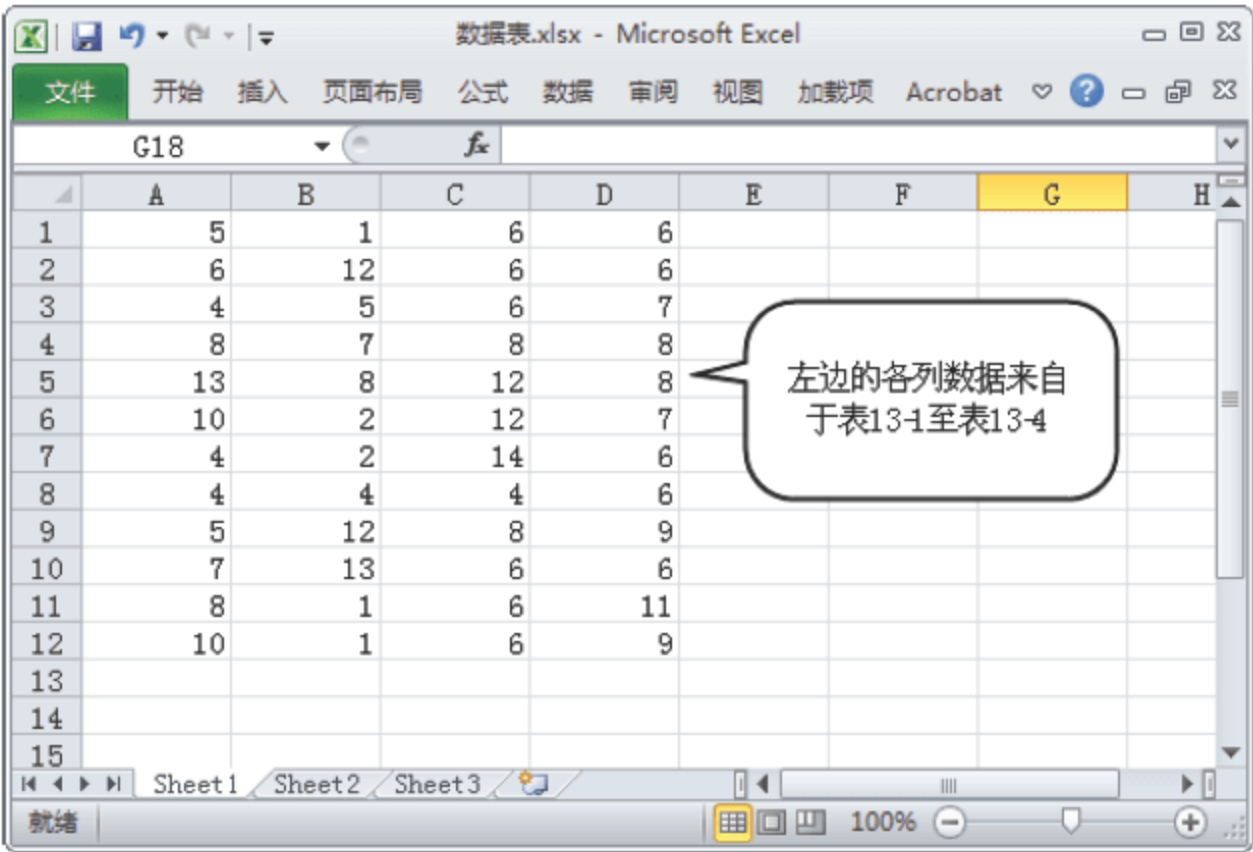 数据表.xlsx - Microsoft Excel
文件 开始 插入 页面布局 公式 数据 审阅 视图 加载项 Acrobat
G18 fx
A B C D E F G H
1 5 1 6 6
2 6 12 6 6
3 4 5 6 7
4 8 7 8 8
5 13 8 12 8
6 10 2 12 7
7 4 2 14 6
8 4 4 4 6
9 5 12 8 9
10 7 13 6 6
11 8 1 6 11
12 10 1 6 9
13
14
15
左边的各列数据来自
于表13-1至表13-4
Sheet1 Sheet2 Sheet3
就绪 100%